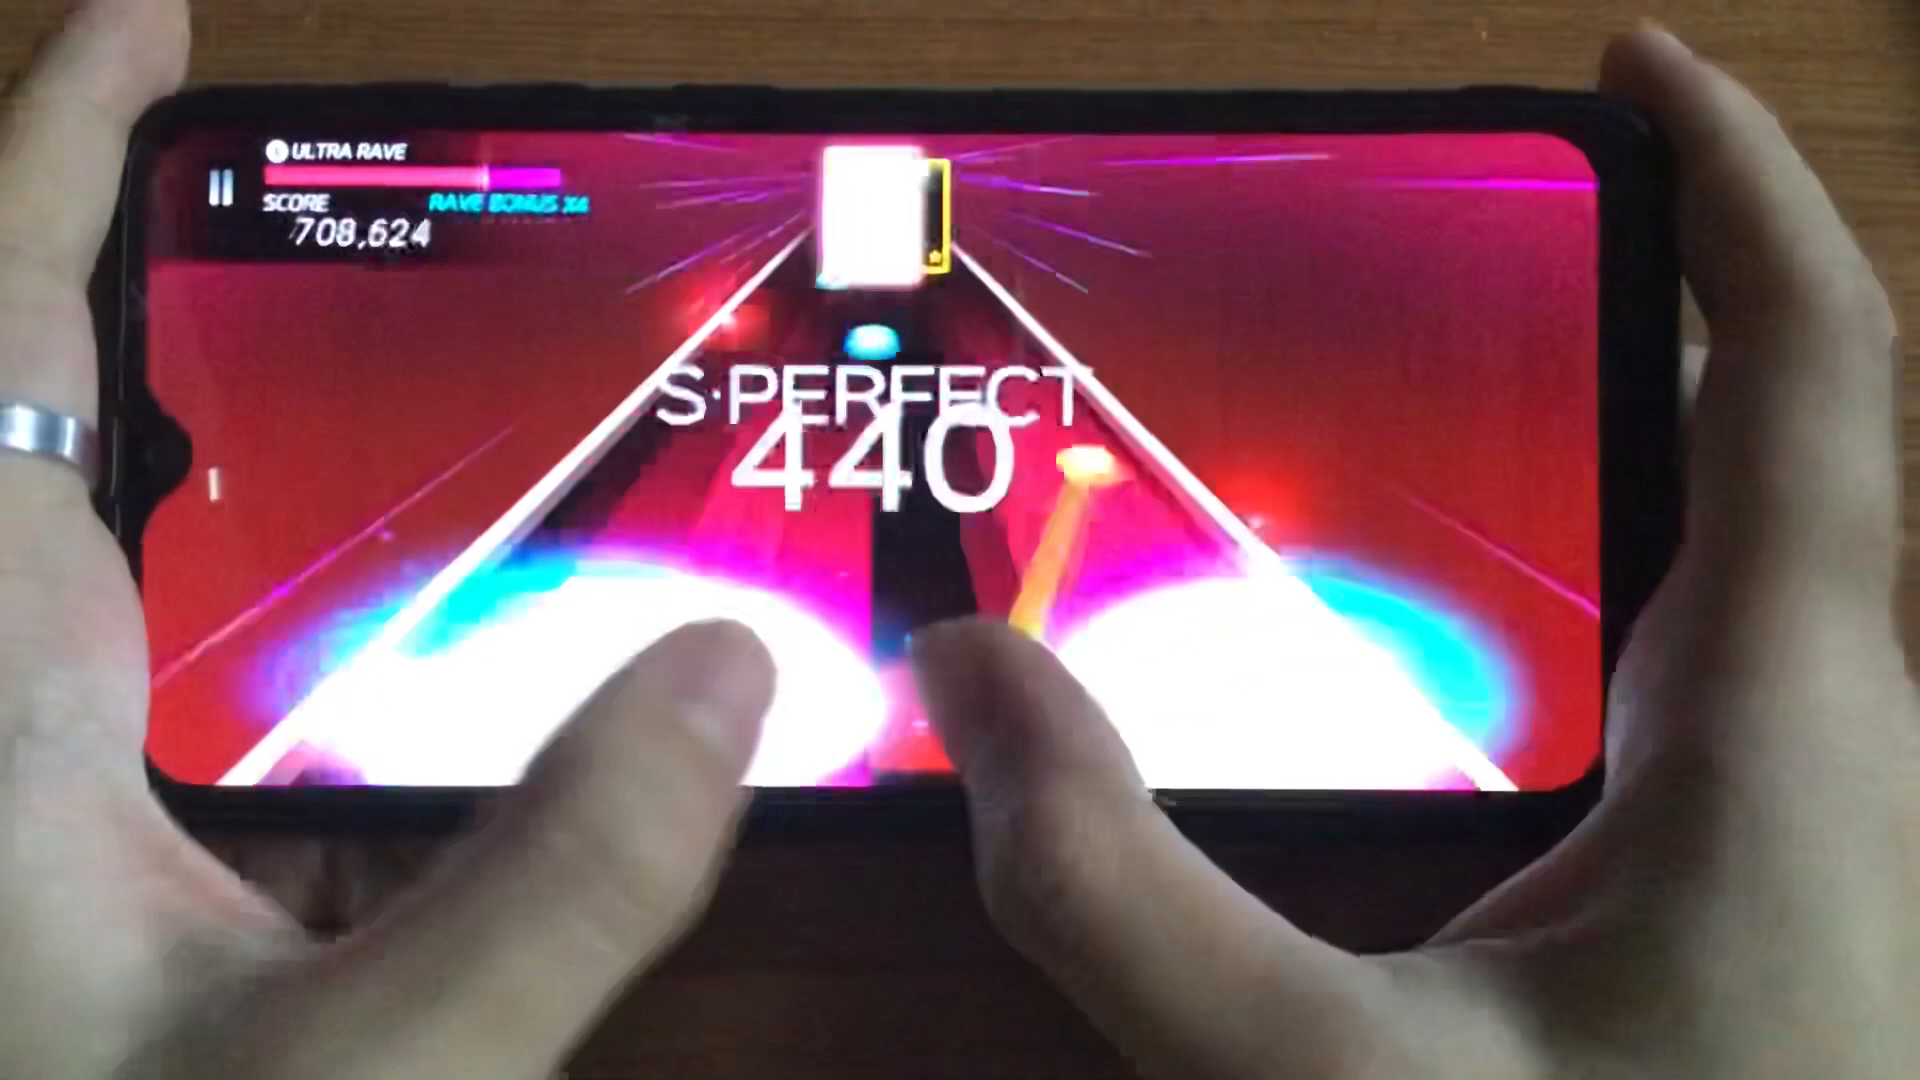 ULTRA RAVE
SCORE RAVE BONUS X4
708,624
S·PERFECT
440